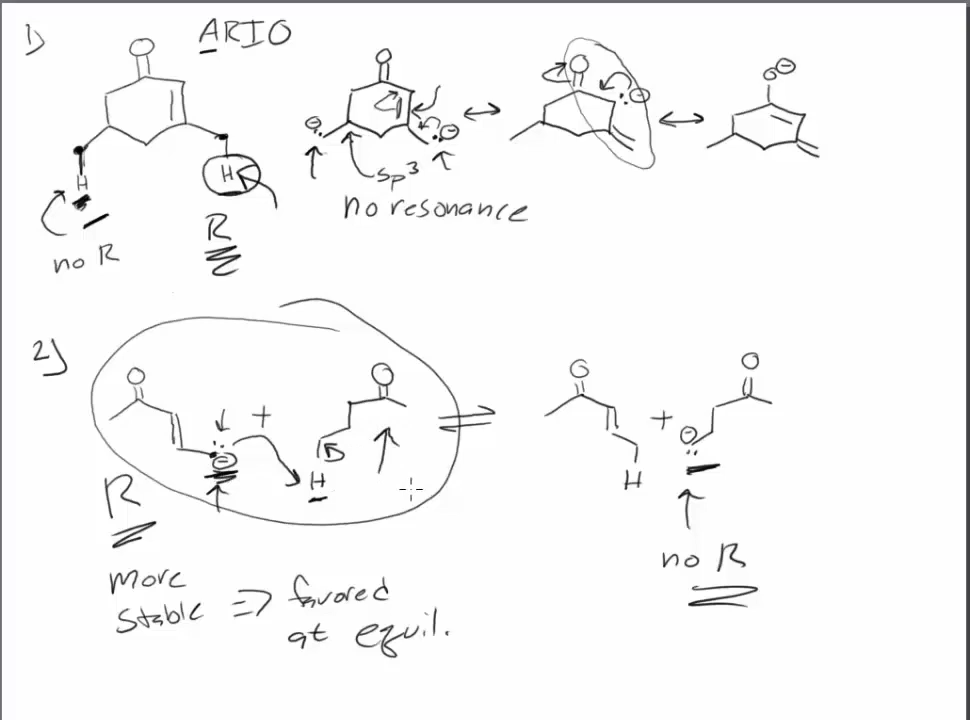 1)
ARIO
O
H
H
no R
R
O
⊖
⊖
sp³
no resonance
O
⊖
O⊖
2)
O
+
O
⊖
H
R
more
stable ⇒ favored
at equil.
O
+
O
⊖
H
no R